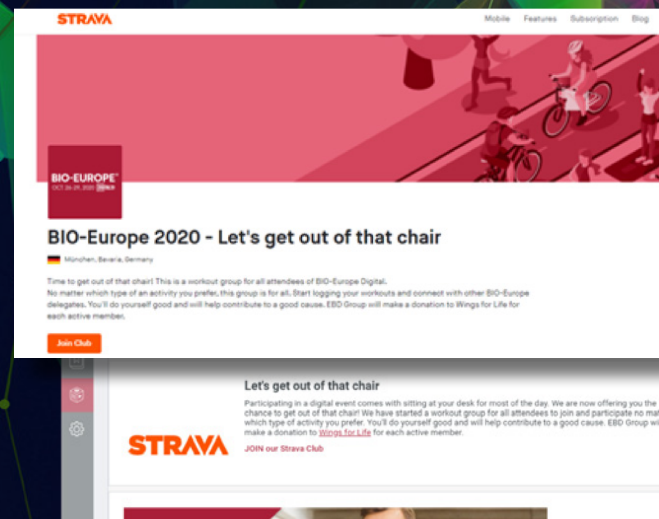 STRAVA
Mobile Features Subscription Blog
BIO-EUROPE®
OCT 26-29, 2020 DIGITAL
BIO-Europe 2020 - Let's get out of that chair
München, Bavaria, Germany
Time to get out of that chair! This is a workout group for all attendees of BIO-Europe Digital.
No matter which type of an activity you prefer, this group is for all. Start logging your workouts and connect with other BIO-Europe
delegates. You'll do yourself good and will help contribute to a good cause. EBD Group will make a donation to Wings for Life for
each active member.
Join Club
Let's get out of that chair
Participating in a digital event comes with sitting at your desk for most of the day. We are now offering you the
chance to get out of that chair! We have started a workout group for all attendees to join and participate no mat
which type of activity you prefer. You'll do yourself good and will help contribute to a good cause. EBD Group wi
make a donation to Wings for Life for each active member.
STRAVA
JOIN our Strava Club